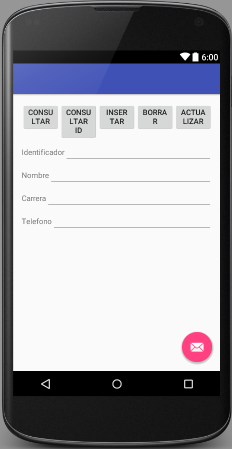 6:00
CONSU CONSU INSER BORRA ACTUA
LTAR LTAR TAR R LIZAR
ID
Identificador
Nombre
Carrera
Telefono